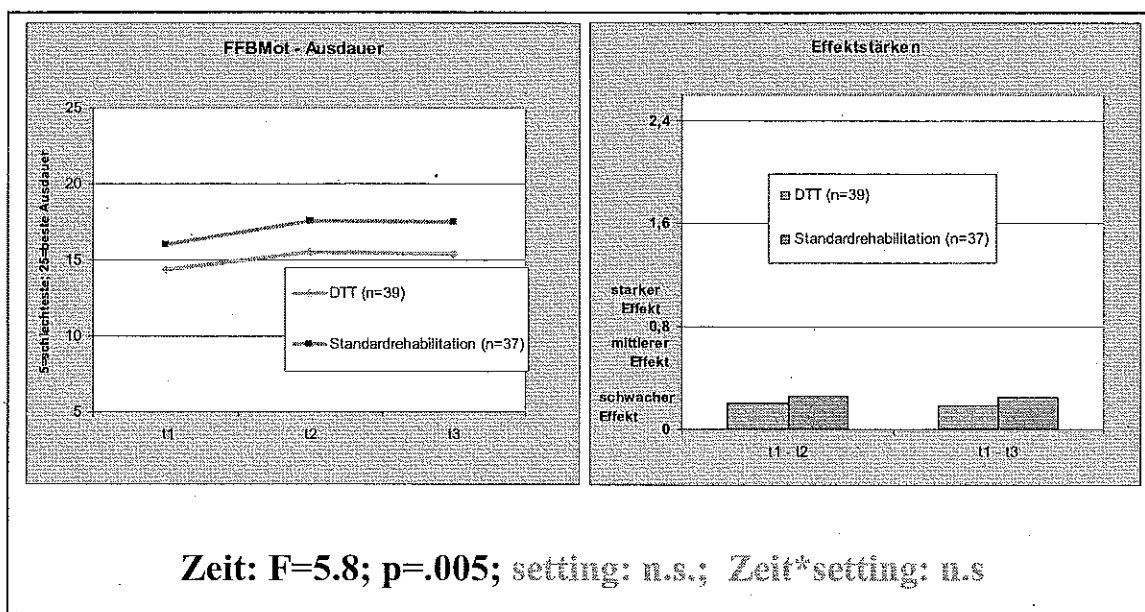 FFBMot - Ausdauer
5=schlechteste; 25=beste Ausdauer
25
20
15
10
5
t1
t2
t3
DTT (n=39)
Standardrehabilitation (n=37)
Effektstärken
2,4
1,6
starker
Effekt
0,8
mittlerer
Effekt
schwacher
Effekt
0
t1 - t2
t1 - t3
DTT (n=39)
Standardrehabilitation (n=37)
Zeit: F=5.8; p=.005; setting: n.s.; Zeit*setting: n.s